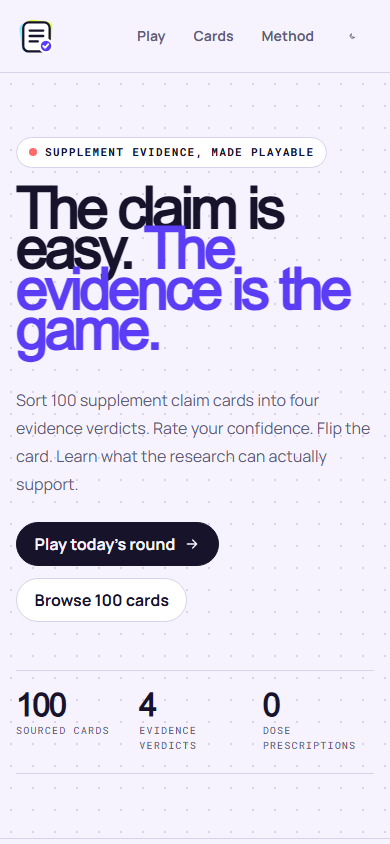 Play Cards Method
SUPPLEMENT EVIDENCE, MADE PLAYABLE
The claim is
easy. The
evidence is the
game.
Sort 100 supplement claim cards into four
evidence verdicts. Rate your confidence. Flip the
card. Learn what the research can actually
support.
Play today's round →
Browse 100 cards
100 4 0
SOURCED CARDS EVIDENCE DOSE
VERDICTS PRESCRIPTIONS